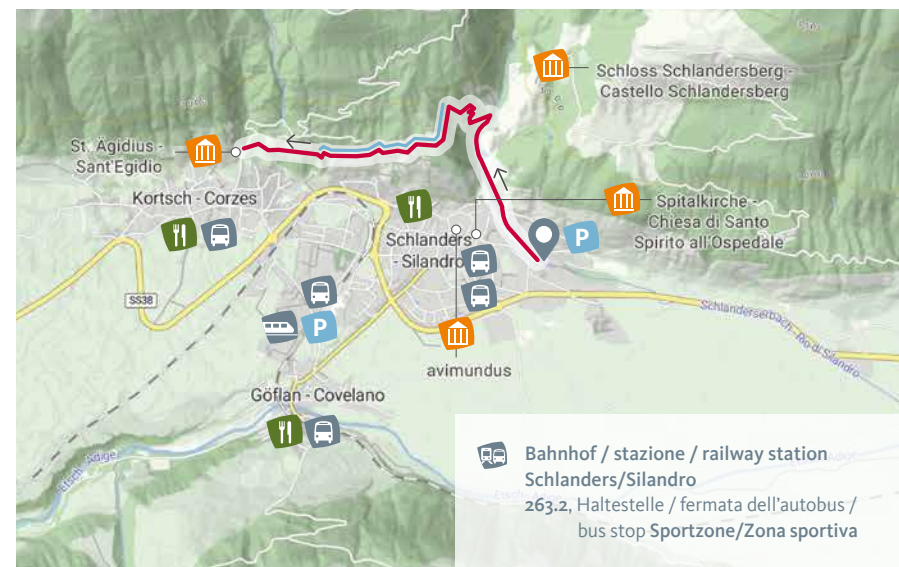 Schloss Schlandersberg -
Castello Schlandersberg
St. Ägidius -
Sant'Egidio
Kortsch - Corzes
Spitalkirche -
Chiesa di Santo
Spirito all'Ospedale
P
Schlanders
- Silandro
SS38
P
Schlanderserbach - Rio di Silandro
avimundus
Göflan - Covelano
Etsch - Adige
Etsch - Adige
Bahnhof / stazione / railway station
Schlanders/Silandro
263.2, Haltestelle / fermata dell'autobus /
bus stop Sportzone/Zona sportiva